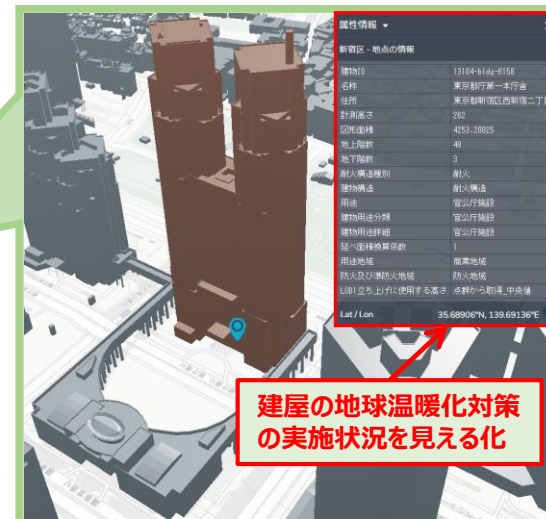 属性情報
新宿区 - 地点の情報
建物ID 13104-bldg-6158
名称 東京都庁第一本庁舎
住所 東京都新宿区西新宿二丁目
計測高さ 262
図形面積 4253.20825
地上階数 48
地下階数 3
耐火構造種別 耐火
建物構造 耐火構造
用途 官公庁施設
建物用途分類 官公庁施設
建物用途詳細 官公庁施設
延べ面積換算係数 1
用途地域 商業地域
防火及び準防火地域 防火地域
LOD1立ち上げに使用する高さ 点群から取得_中央値
Lat / Lon 35.68906°N, 139.69136°E
建屋の地球温暖化対策
の実施状況を見える化